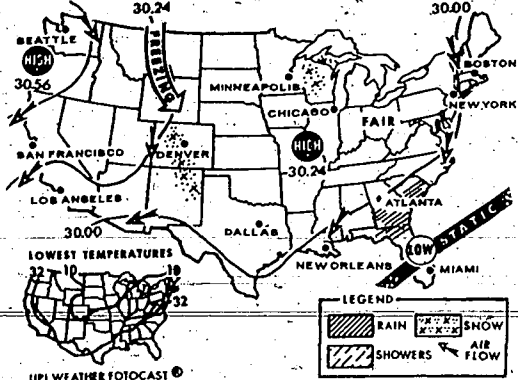 30.24
30.00
SEATTLE
HIGH
30.56
FREEZING
BOSTON
MINNEAPOLIS
CHICAGO
NEW YORK
FAIR
HIGH
30.24
SAN FRANCISCO
DENVER
LOS ANGELES
ATLANTA
30.00
DALLAS
LOW
STATIC
NEW ORLEANS
MIAMI
LOWEST TEMPERATURES
32 10 10
32
LEGEND
RAIN
SNOW
SHOWERS
AIR
FLOW
UPI WEATHER FOTOCAST ®